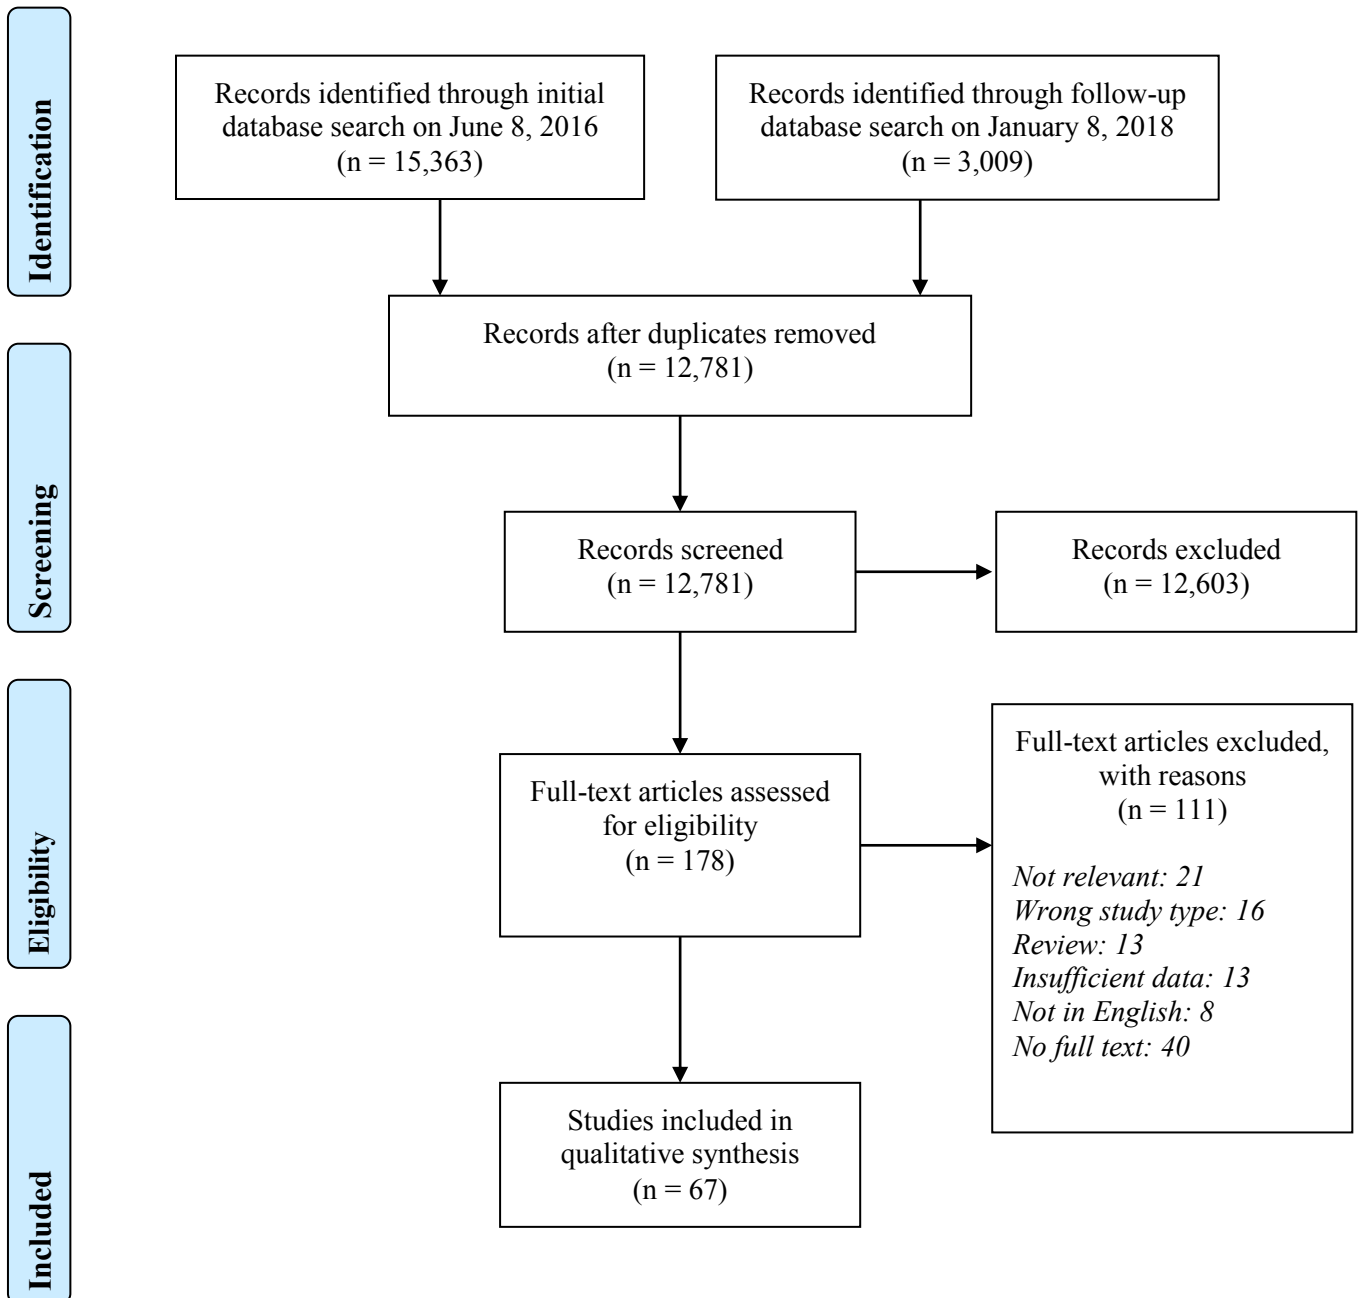 Identification
Records identified through initial
database search on June 8, 2016
(n = 15,363)
Records identified through follow-up
database search on January 8, 2018
(n = 3,009)
Records after duplicates removed
(n = 12,781)
Screening
Records screened
(n = 12,781)
Records excluded
(n = 12,603)
Eligibility
Full-text articles assessed
for eligibility
(n = 178)
Full-text articles excluded,
with reasons
(n = 111)
Not relevant: 21
Wrong study type: 16
Review: 13
Insufficient data: 13
Not in English: 8
No full text: 40
Included
Studies included in
qualitative synthesis
(n = 67)